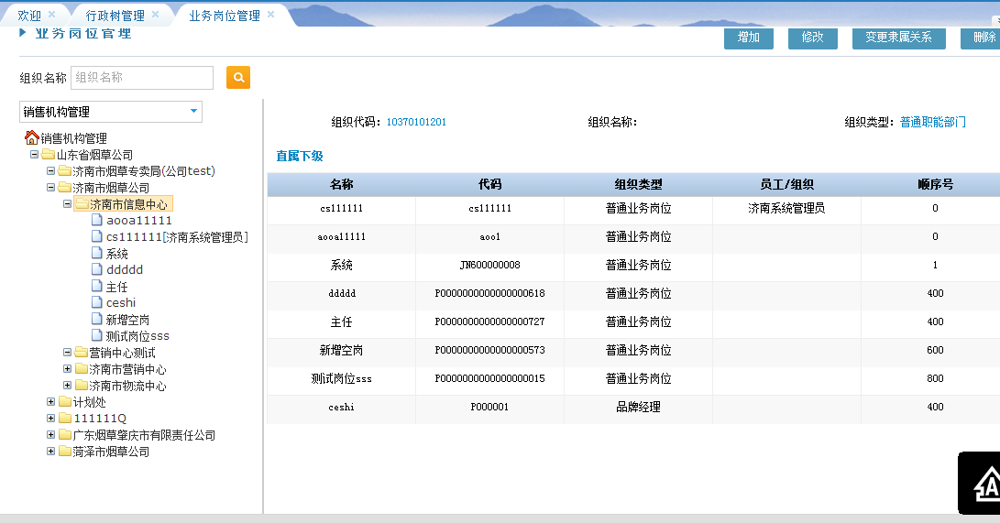 欢迎 × 行政树管理 × 业务岗位管理 ×
业务岗位管理 增加 修改 变更隶属关系 删除
组织名称 组织名称
销售机构管理
组织代码: 10370101201 组织名称: 组织类型: 普通职能部门
销售机构管理
山东省烟草公司
济南市烟草专卖局(公司test)
济南市烟草公司
济南市信息中心
aooa11111
cs111111[济南系统管理员]
系统
ddddd
主任
ceshi
新增空岗
测试岗位sss
营销中心测试
济南市营销中心
济南市物流中心
计划处
111111Q
广东烟草肇庆市有限责任公司
菏泽市烟草公司
直属下级
名称 代码 组织类型 员工/组织 顺序号
cs111111 cs111111 普通业务岗位 济南系统管理员 0
aooa11111 aoo1 普通业务岗位 0
系统 JN600000008 普通业务岗位 1
ddddd P0000000000000000618 普通业务岗位 400
主任 P0000000000000000727 普通业务岗位 400
新增空岗 P0000000000000000573 普通业务岗位 600
测试岗位sss P0000000000000000015 普通业务岗位 800
ceshi P000001 品牌经理 400
A